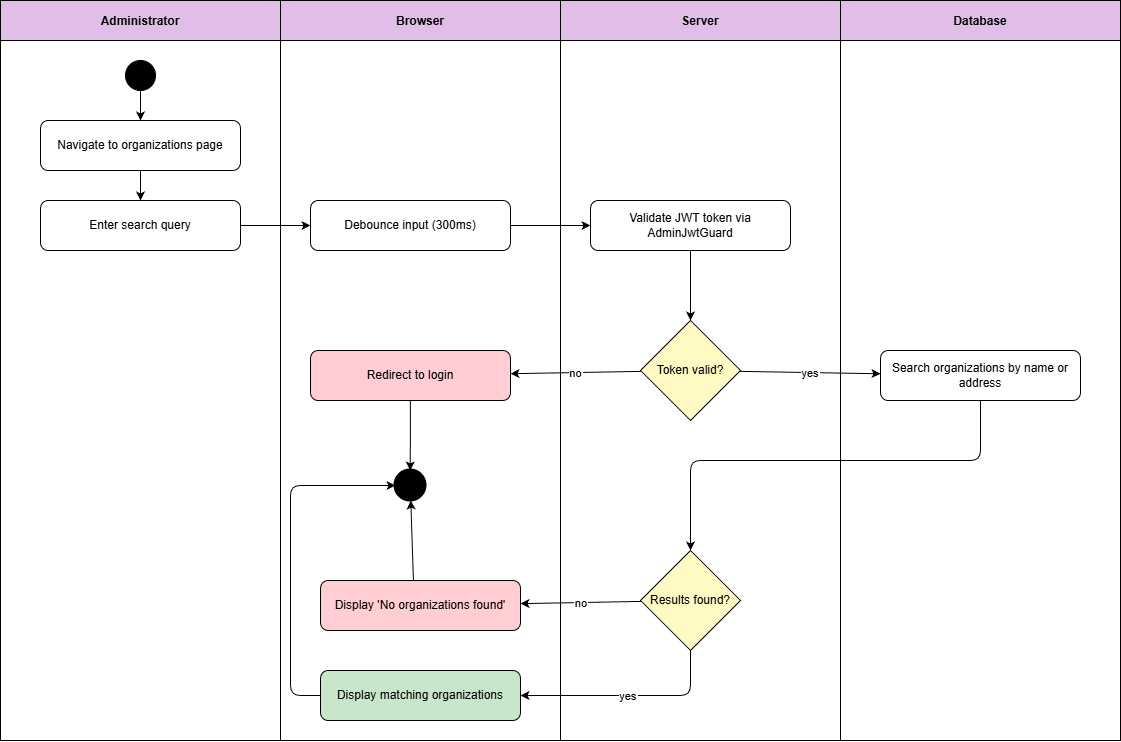 Administrator
Browser
Server
Database
Navigate to organizations page
Enter search query
Debounce input (300ms)
Validate JWT token via
AdminJwtGuard
Redirect to login
no
Token valid?
yes
Search organizations by name or
address
Display 'No organizations found'
no
Results found?
Display matching organizations
yes